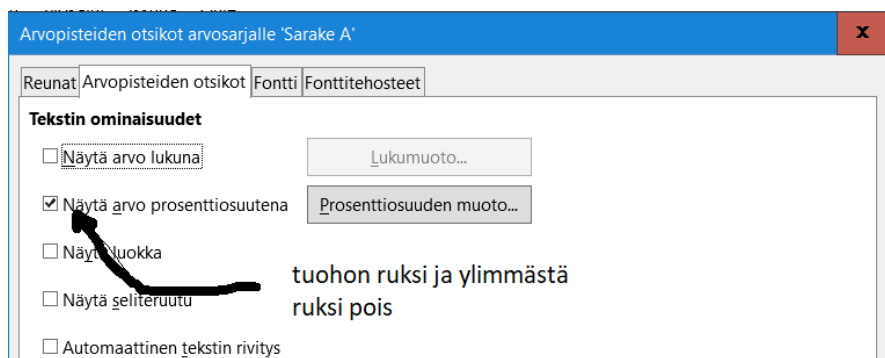 Arvopisteiden otsikot arvosarjalle 'Sarake A'
x
Reunat Arvopisteiden otsikot Fontti Fonttitehosteet
Tekstin ominaisuudet
Näytä arvo lukuna Lukumuoto...
Näytä arvo prosenttiosuutena Prosenttiosuuden muoto...
Näytä luokka
tuohon ruksi ja ylimmästä
ruksi pois
Näytä seliteruutu
Automaattinen tekstin rivitys